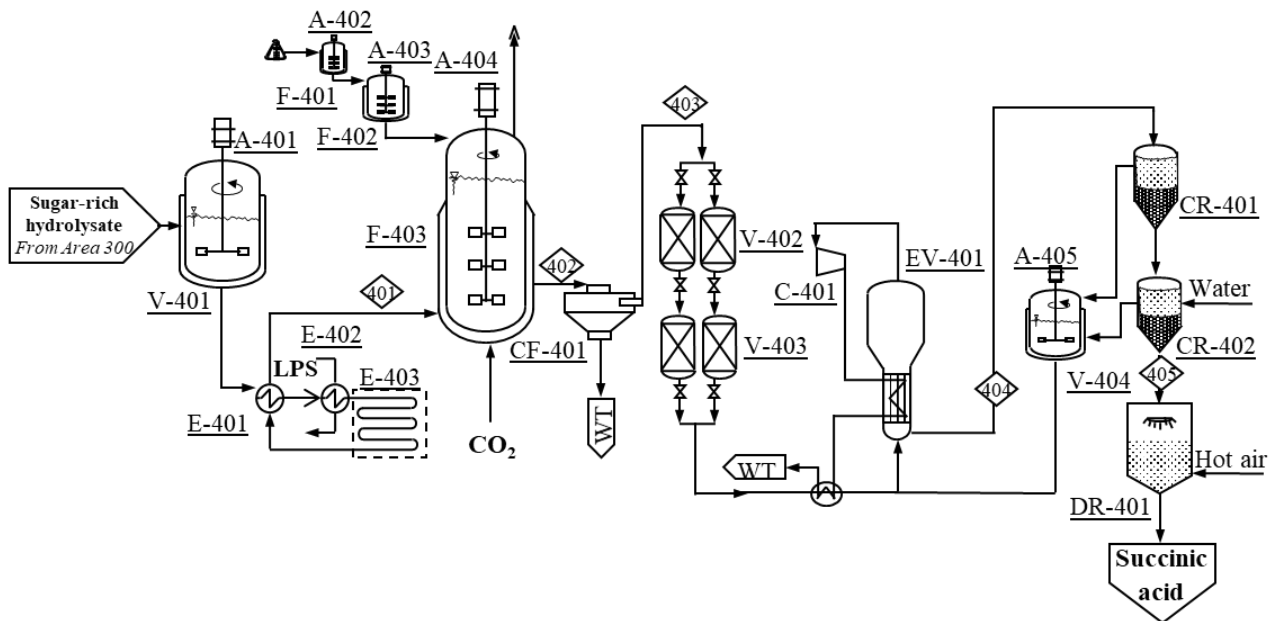 A-402
A-403
A-404
F-401
F-402
403
A-401
Sugar-rich
hydrolysate
From Area 300
CR-401
F-403
V-402
EV-401
A-405
402
401
Water
V-401
C-401
E-402
CF-401
V-403
CR-402
LPS
404
V-404
405
E-403
E-401
WT
CO2
WT
Hot air
DR-401
Succinic
acid